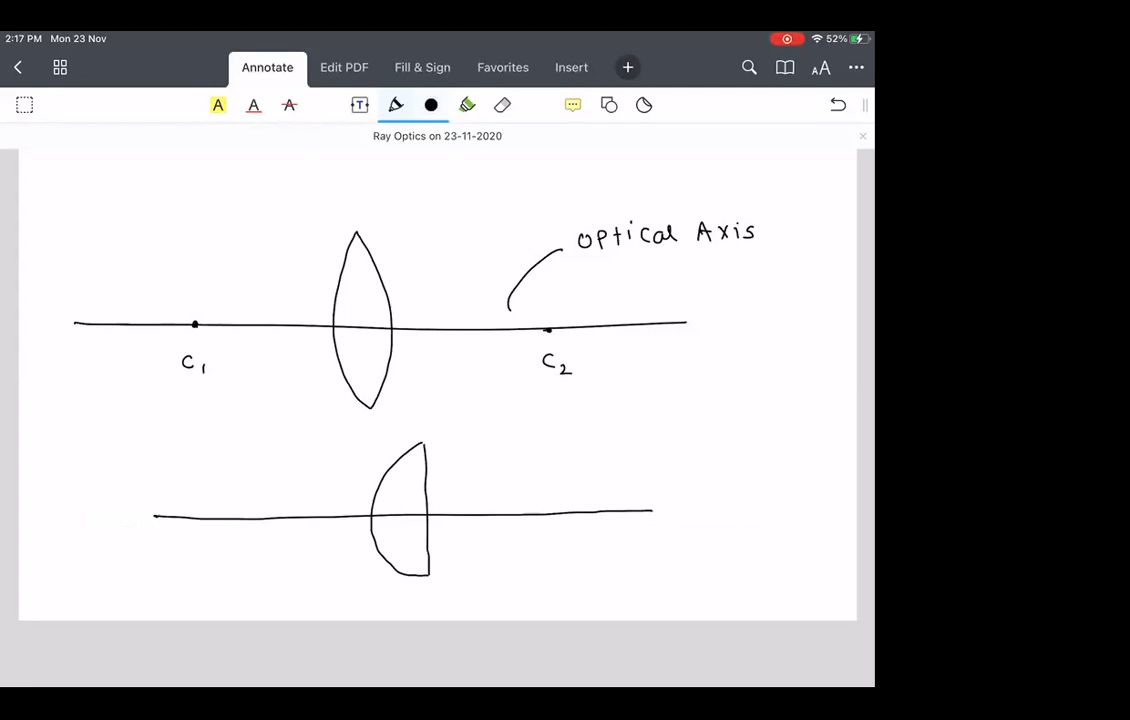 2:17 PM Mon 23 Nov
52%
Annotate Edit PDF Fill & Sign Favorites Insert
AA
A A A T
Ray Optics on 23-11-2020
Optical Axis
C1
C2